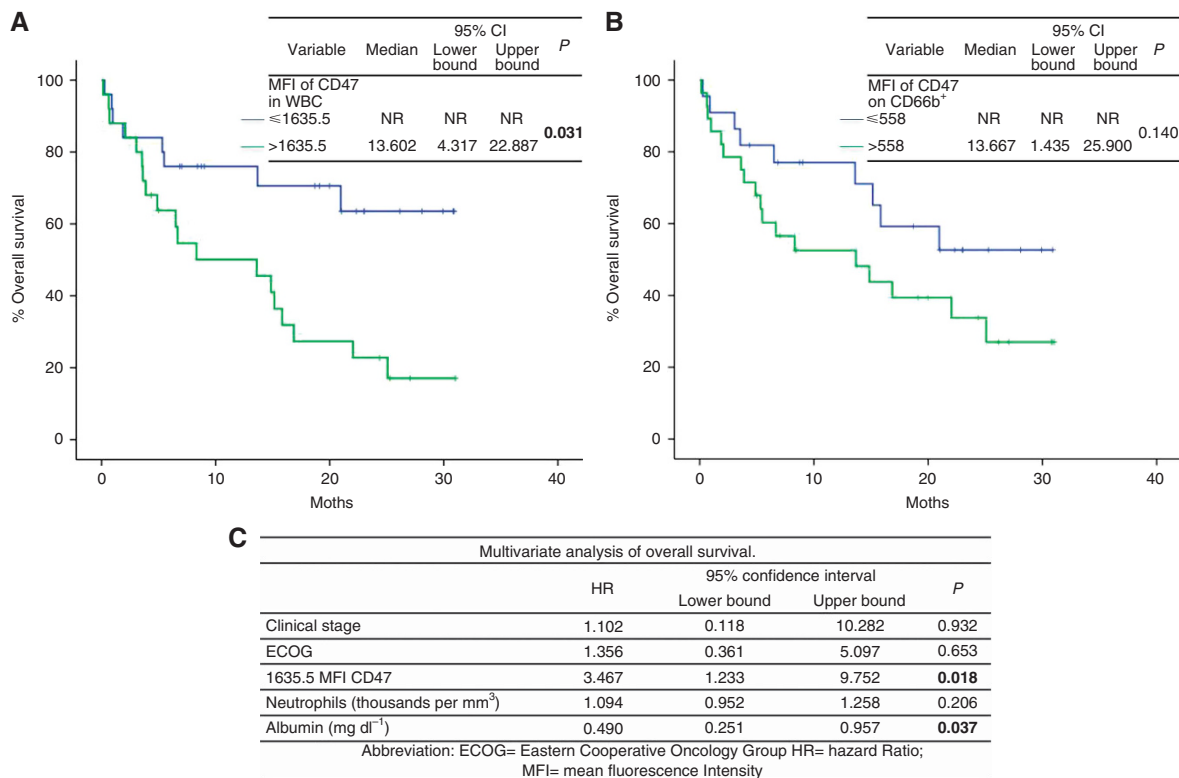 A
95% CI
Variable Median Lower bound Upper bound P
MFI of CD47 in WBC
≤1635.5 NR NR NR
0.031
>1635.5 13.602 4.317 22.887
% Overall survival
100
80
60
40
20
0
0 10 20 30 40
Moths
B
95% CI
Variable Median Lower bound Upper bound P
MFI of CD47 on CD66b⁺
≤558 NR NR NR
0.140
>558 13.667 1.435 25.900
% Overall survival
100
80
60
40
20
0
0 10 20 30 40
Moths
C
Multivariate analysis of overall survival.
HR 95% confidence interval P
Lower bound Upper bound
Clinical stage 1.102 0.118 10.282 0.932
ECOG 1.356 0.361 5.097 0.653
1635.5 MFI CD47 3.467 1.233 9.752 0.018
Neutrophils (thousands per mm³) 1.094 0.952 1.258 0.206
Albumin (mg dl⁻¹) 0.490 0.251 0.957 0.037
Abbreviation: ECOG= Eastern Cooperative Oncology Group HR= hazard Ratio;
MFI= mean fluorescence Intensity